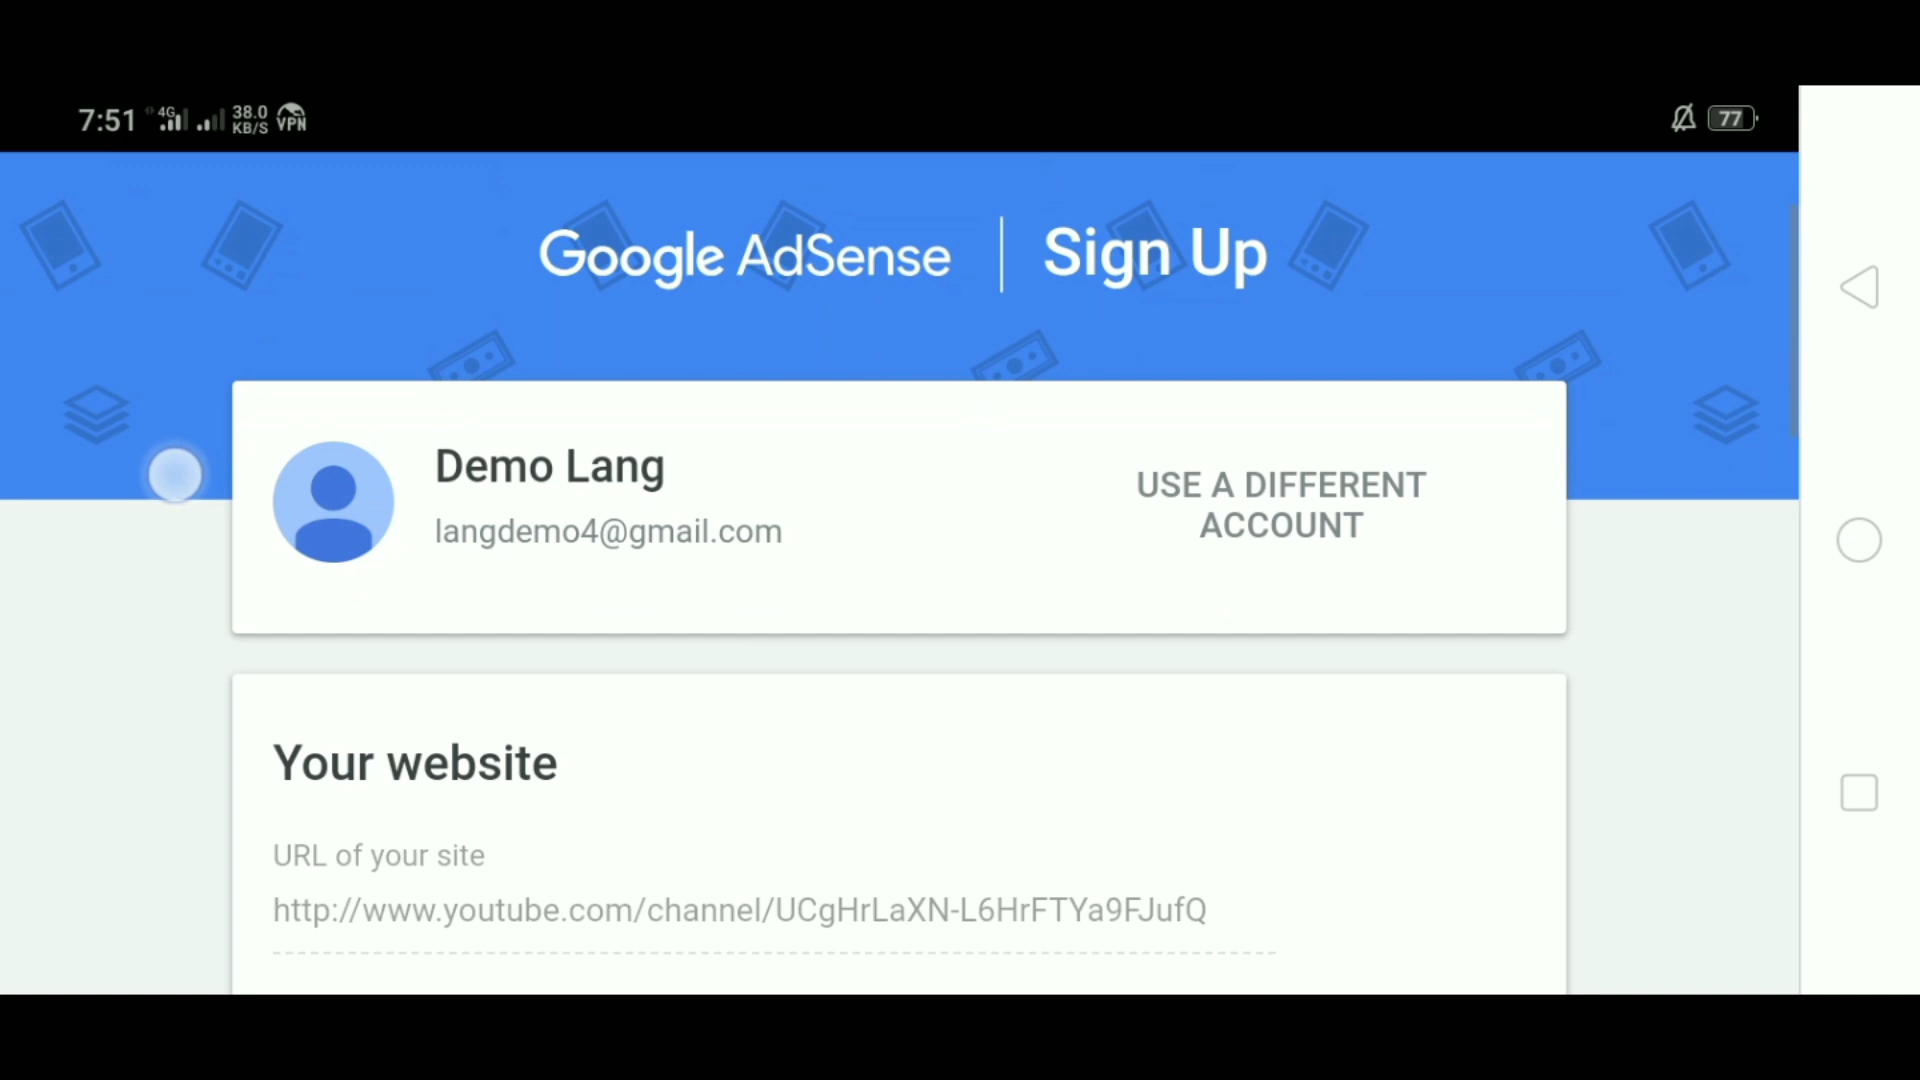 7:51 4G 38.0 KB/S VPN 77
Google AdSense | Sign Up
Demo Lang
langdemo4@gmail.com
USE A DIFFERENT
ACCOUNT
Your website
URL of your site
http://www.youtube.com/channel/UCgHrLaXN-L6HrFTYa9FJufQ